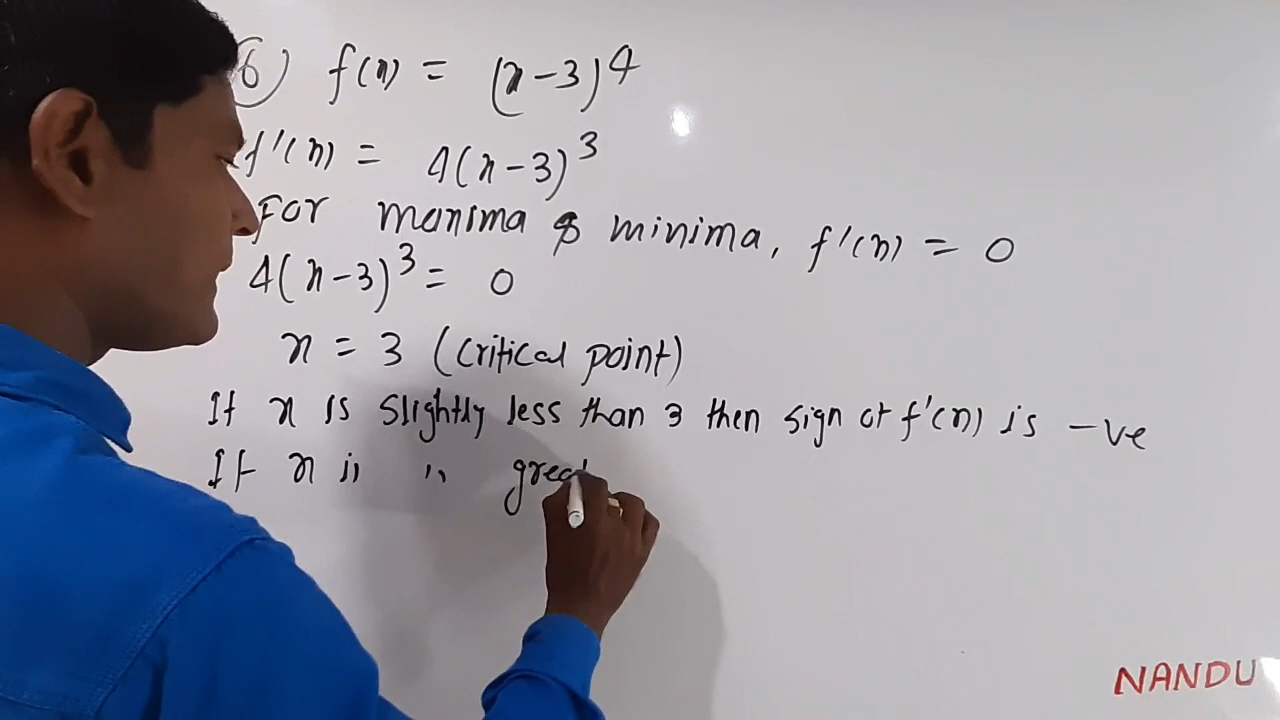 6) f(x) = (x-3)^4
f'(x) = 4(x-3)^3
For maxima & minima, f'(x) = 0
4(x-3)^3 = 0
x = 3 (critical point)
If x is slightly less than 3 then sign of f'(x) is -ve
If x is " grea
NANDU